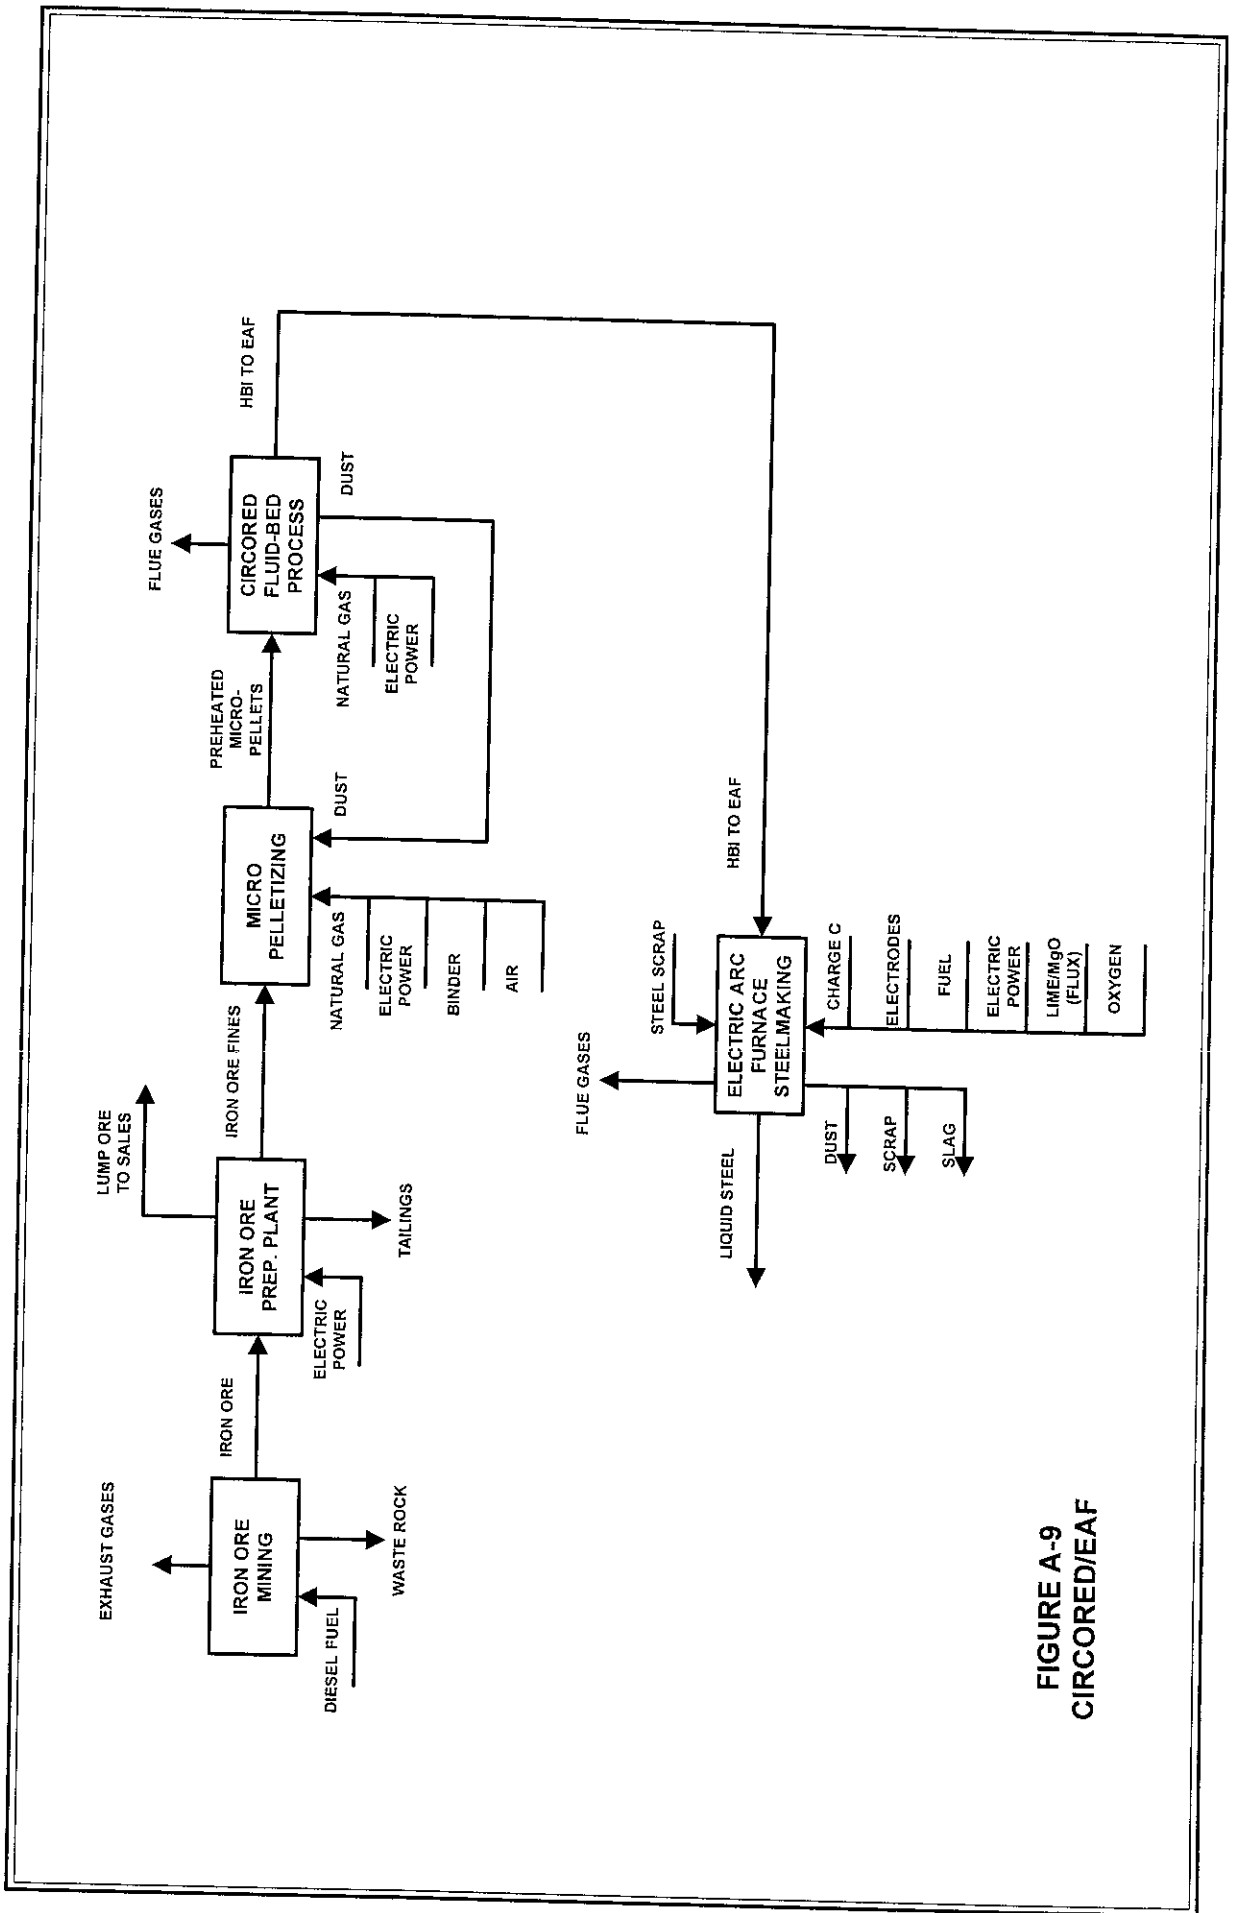 EXHAUST GASES
IRON ORE
MINING
DIESEL FUEL
WASTE ROCK
IRON ORE
LUMP ORE
TO SALES
IRON ORE
PREP. PLANT
ELECTRIC
POWER
TAILINGS
IRON ORE FINES
MICRO
PELLETIZING
NATURAL GAS
ELECTRIC
POWER
BINDER
AIR
DUST
PREHEATED
MICRO-
PELLETS
FLUE GASES
CIRCORED
FLUID-BED
PROCESS
NATURAL GAS
ELECTRIC
POWER
DUST
HBI TO EAF
HBI TO EAF
STEEL SCRAP
FLUE GASES
ELECTRIC ARC
FURNACE
STEELMAKING
LIQUID STEEL
DUST
SCRAP
SLAG
CHARGE C
ELECTRODES
FUEL
ELECTRIC
POWER
LIME/MgO
(FLUX)
OXYGEN
FIGURE A-9
CIRCORED/EAF